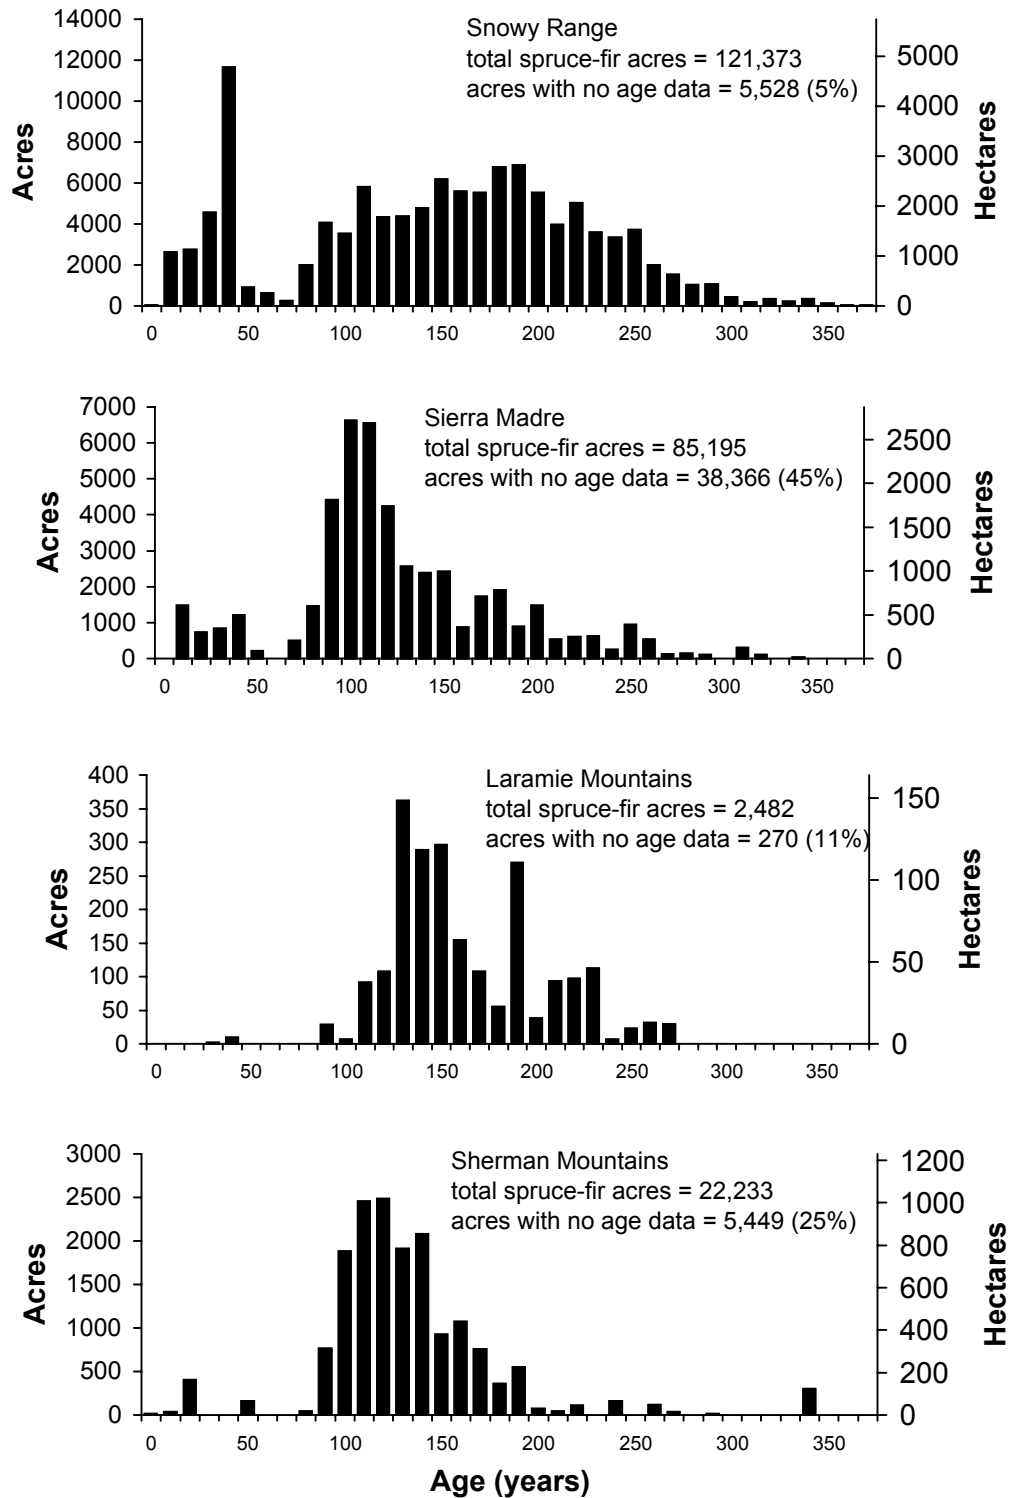 Snowy Range
total spruce-fir acres = 121,373
acres with no age data = 5,528 (5%)
Acres
14000
12000
10000
8000
6000
4000
2000
0
Hectares
5000
4000
3000
2000
1000
0
0 50 100 150 200 250 300 350
Sierra Madre
total spruce-fir acres = 85,195
acres with no age data = 38,366 (45%)
Acres
7000
6000
5000
4000
3000
2000
1000
0
Hectares
2500
2000
1500
1000
500
0
0 50 100 150 200 250 300 350
Laramie Mountains
total spruce-fir acres = 2,482
acres with no age data = 270 (11%)
Acres
400
350
300
250
200
150
100
50
0
Hectares
150
100
50
0
0 50 100 150 200 250 300 350
Sherman Mountains
total spruce-fir acres = 22,233
acres with no age data = 5,449 (25%)
Acres
3000
2500
2000
1500
1000
500
0
Hectares
1200
1000
800
600
400
200
0
0 50 100 150 200 250 300 350
Age (years)